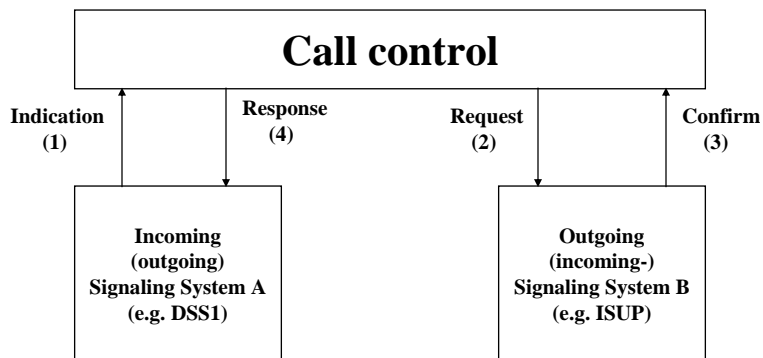 Call control
Indication
(1)
Response
(4)
Request
(2)
Confirm
(3)
Incoming
(outgoing)
Signaling System A
(e.g. DSS1)
Outgoing
(incoming-)
Signaling System B
(e.g. ISUP)